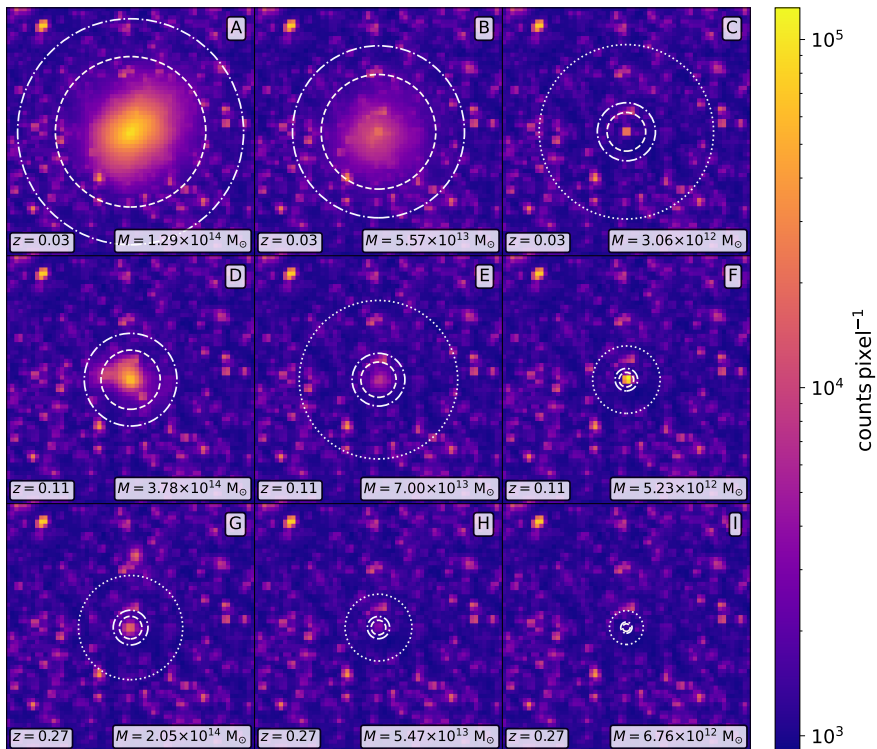 A
z = 0.03
M = 1.29×10¹⁴ M☉
B
z = 0.03
M = 5.57×10¹³ M☉
C
z = 0.03
M = 3.06×10¹² M☉
D
z = 0.11
M = 3.78×10¹⁴ M☉
E
z = 0.11
M = 7.00×10¹³ M☉
F
z = 0.11
M = 5.23×10¹² M☉
G
z = 0.27
M = 2.05×10¹⁴ M☉
H
z = 0.27
M = 5.47×10¹³ M☉
I
z = 0.27
M = 6.76×10¹² M☉
10⁵
10⁴
10³
counts pixel⁻¹